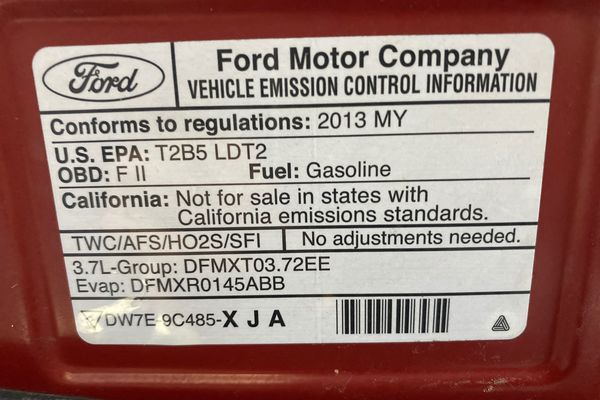 Ford
Ford Motor Company
VEHICLE EMISSION CONTROL INFORMATION
Conforms to regulations: 2013 MY
U.S. EPA: T2B5 LDT2
OBD: F II Fuel: Gasoline
California: Not for sale in states with
California emissions standards.
TWC/AFS/HO2S/SFI No adjustments needed.
3.7L-Group: DFMXT03.72EE
Evap: DFMXR0145ABB
DW7E 9C485-X J A